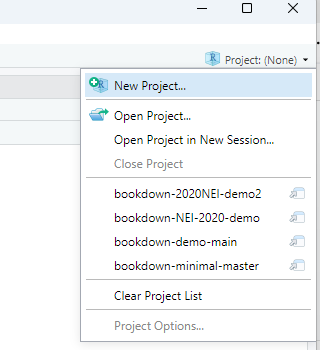 Project: (None)
New Project...
Open Project...
Open Project in New Session...
Close Project
bookdown-2020NEI-demo2
bookdown-NEI-2020-demo
bookdown-demo-main
bookdown-minimal-master
Clear Project List
Project Options...